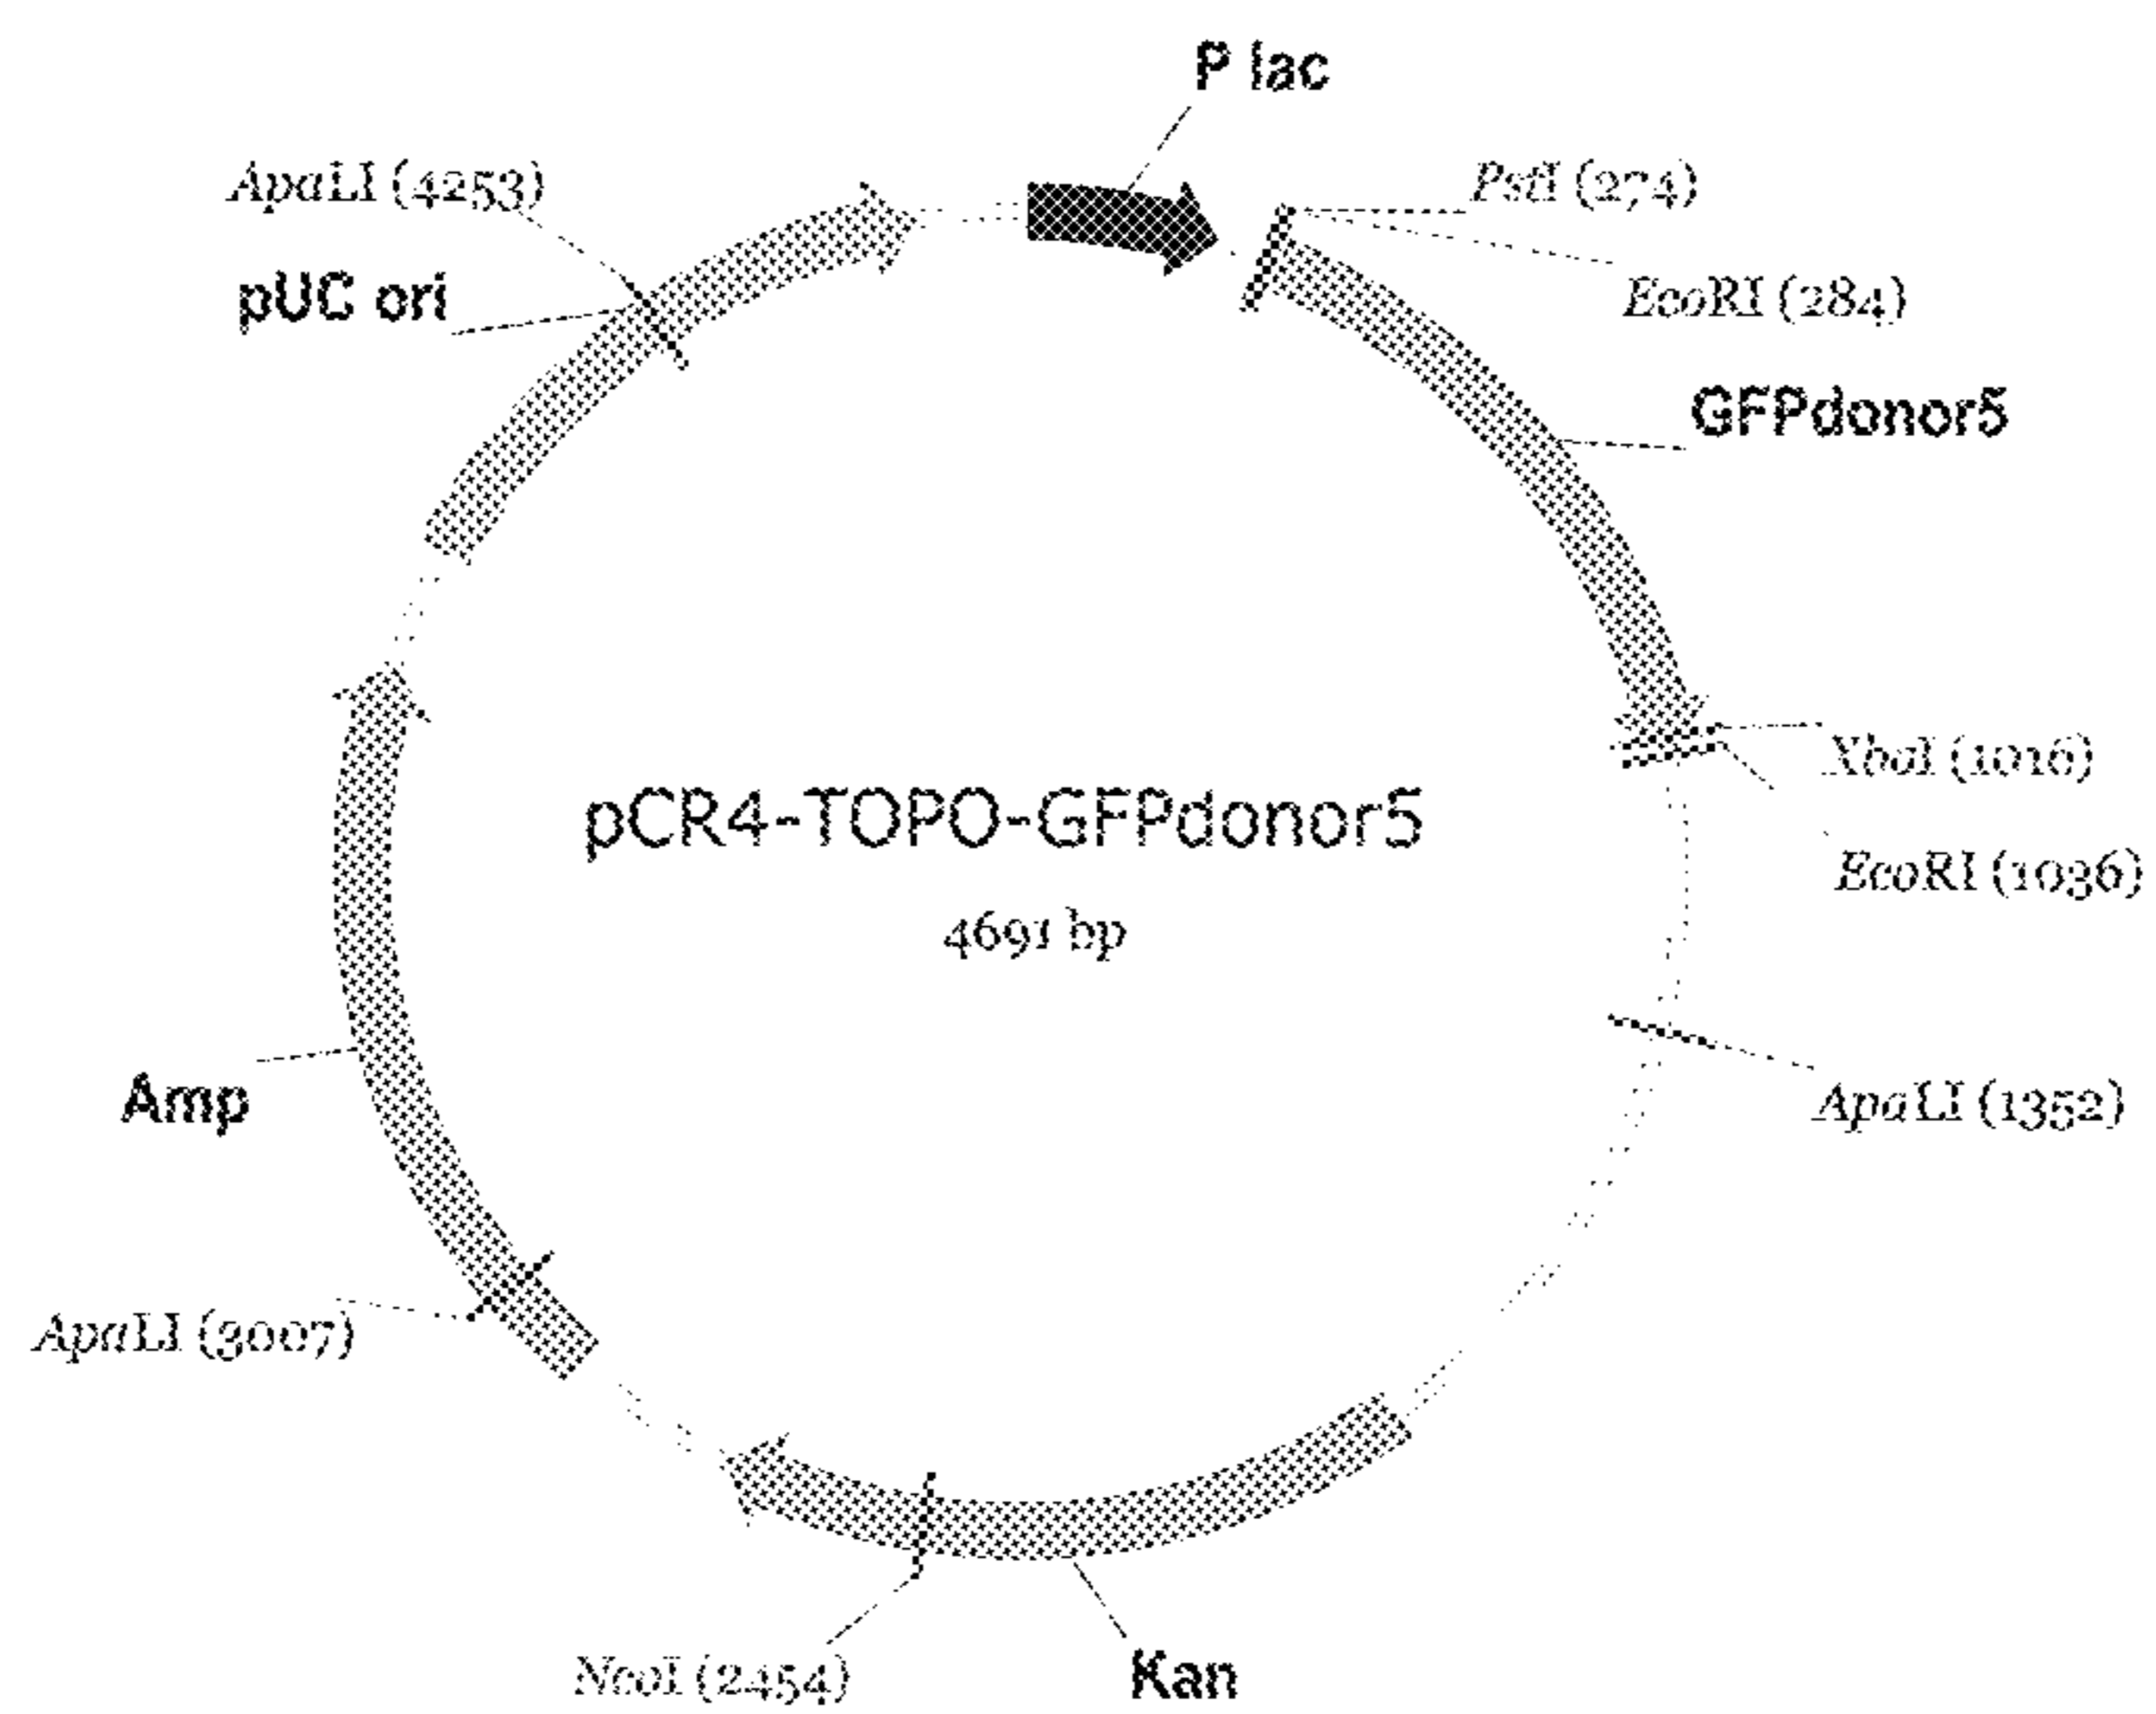 P lac
ApaLI (4253)
PstI (274)
pUC ori
EcoRI (284)
GFPdonor5
XbaI (1016)
pCR4-TOPO-GFPdonor5
EcoRI (1036)
4691 bp
Amp
ApaLI (1352)
ApaLI (3007)
NcoI (2454)
Kan